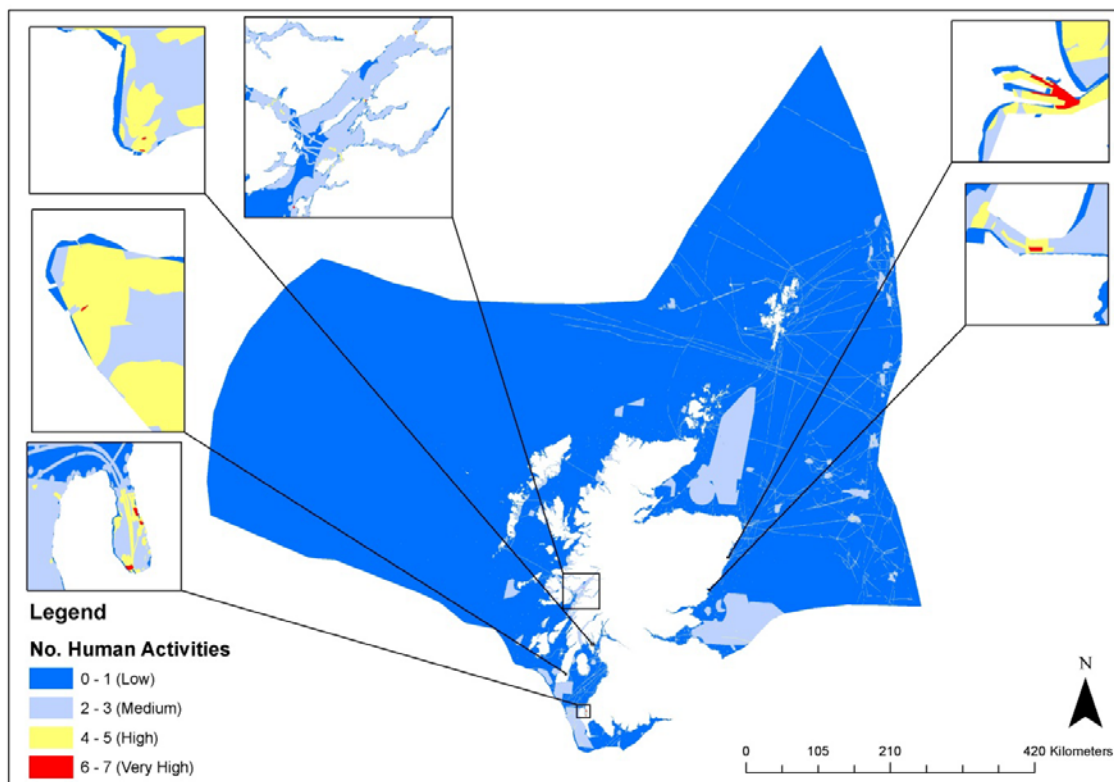 Legend
No. Human Activities
0 - 1 (Low)
2 - 3 (Medium)
4 - 5 (High)
6 - 7 (Very High)
N
0 105 210 420 Kilometers